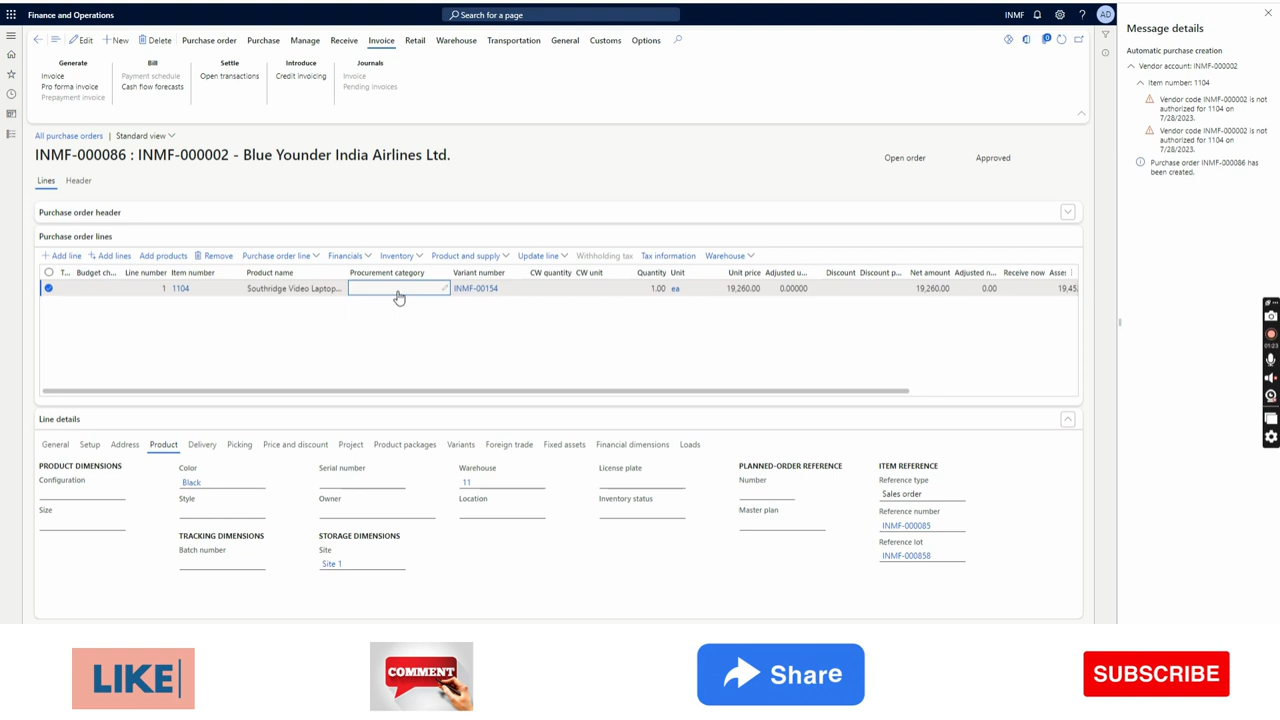 Finance and Operations
Search for a page
INMF
?
AD
Edit
New
Delete
Purchase order
Purchase
Manage
Receive
Invoice
Retail
Warehouse
Transportation
General
Customs
Options
0
Generate
Bill
Settle
Introduce
Journals
Invoice
Payment schedule
Open transactions
Credit invoicing
Invoice
Pro forma invoice
Cash flow forecasts
Pending invoices
Prepayment invoice
All purchase orders | Standard view
INMF-000086 : INMF-000002 - Blue Younder India Airlines Ltd.
Open order
Approved
Lines
Header
Purchase order header
Purchase order lines
+ Add line
Add lines
Add products
Remove
Purchase order line
Financials
Inventory
Product and supply
Update line
Withholding tax
Tax information
Warehouse
T...
Budget ch...
Line number
Item number
Product name
Procurement category
Variant number
CW quantity
CW unit
Quantity
Unit
Unit price
Adjusted u...
Discount
Discount p...
Net amount
Adjusted n...
Receive now
Asses
1
1104
Southridge Video Laptop...
INMF-00154
1.00
ea
19,260.00
0.00000
19,260.00
0.00
19,45
Line details
General
Setup
Address
Product
Delivery
Picking
Price and discount
Project
Product packages
Variants
Foreign trade
Fixed assets
Financial dimensions
Loads
PRODUCT DIMENSIONS
Configuration
Size
Color
Black
Style
TRACKING DIMENSIONS
Batch number
Serial number
Owner
STORAGE DIMENSIONS
Site
Site 1
Warehouse
11
Location
License plate
Inventory status
PLANNED-ORDER REFERENCE
Number
Master plan
ITEM REFERENCE
Reference type
Sales order
Reference number
INMF-000085
Reference lot
INMF-000858
Message details
Automatic purchase creation
Vendor account: INMF-000002
Item number: 1104
Vendor code INMF-000002 is not
authorized for 1104 on
7/28/2023.
Vendor code INMF-000002 is not
authorized for 1104 on
7/28/2023.
Purchase order INMF-000086 has
been created.
01:23
LIKE
COMMENT
Share
SUBSCRIBE